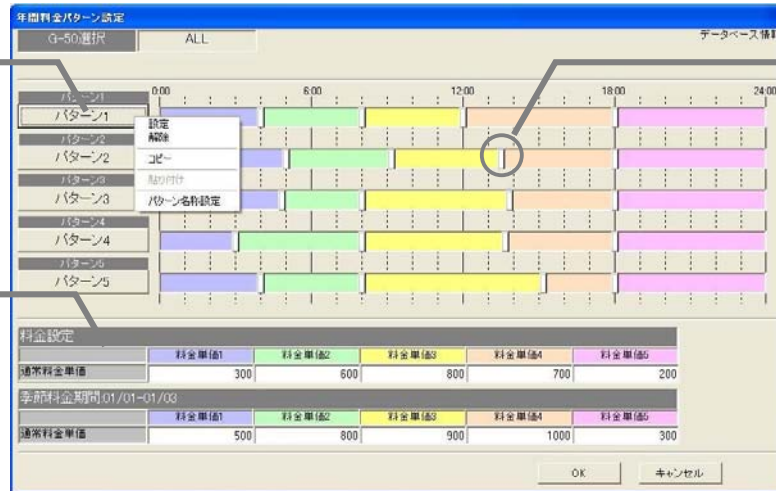 年間料金パターン設定
G-50選択 ALL データベース情報
0:00 6:00 12:00 18:00 24:00
パターン1
パターン1
設定
解除
コピー
貼り付け
パターン名称設定
パターン2
パターン2
パターン3
パターン3
パターン4
パターン4
パターン5
パターン5
料金設定
料金単価1 料金単価2 料金単価3 料金単価4 料金単価5
通常料金単価 300 600 800 700 200
季節料金期間:01/01-01/03
料金単価1 料金単価2 料金単価3 料金単価4 料金単価5
通常料金単価 500 800 900 1000 300
OK キャンセル